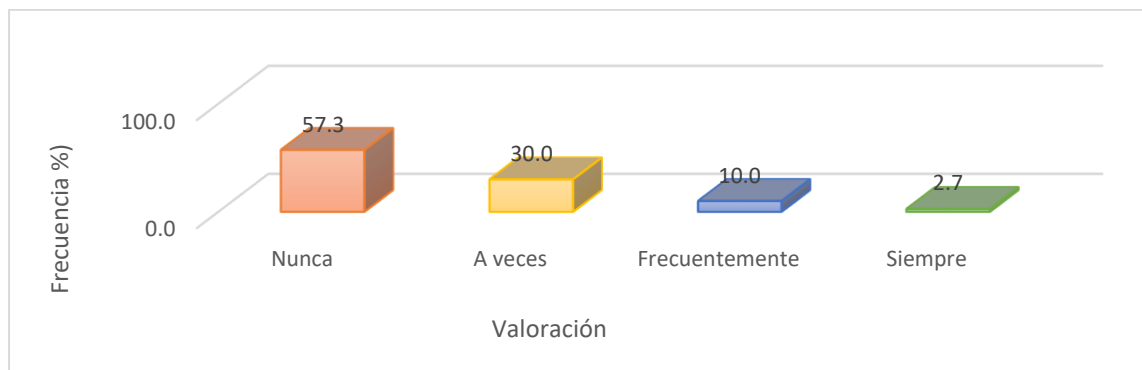 Frecuencia %)
100.0
0.0
57.3
30.0
10.0
2.7
Nunca
A veces
Frecuentemente
Siempre
Valoración